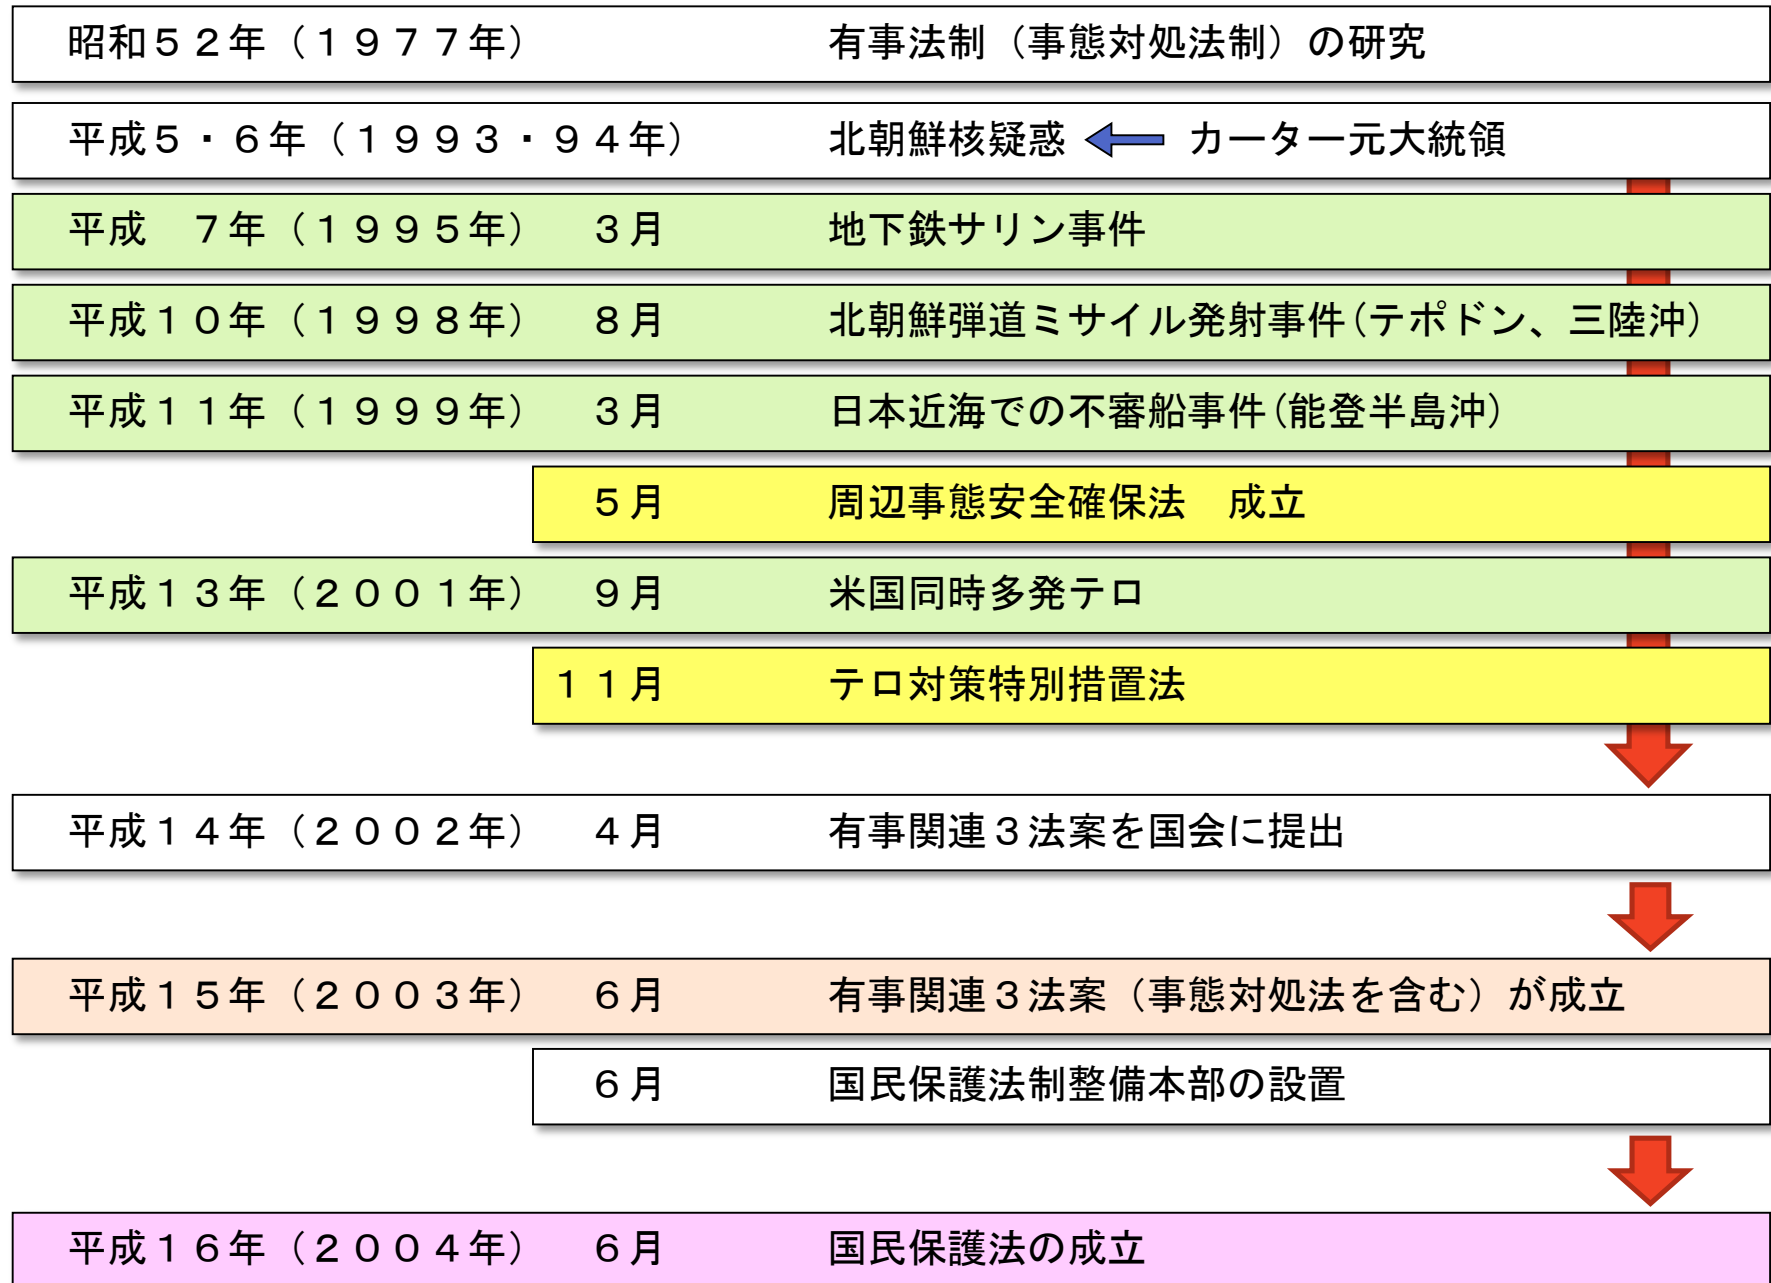 昭和５２年（１９７７年） 有事法制（事態対処法制）の研究
平成５・６年（１９９３・９４年） 北朝鮮核疑惑 カーター元大統領
平成　７年（１９９５年）　３月 地下鉄サリン事件
平成１０年（１９９８年）　８月 北朝鮮弾道ミサイル発射事件(テポドン、三陸沖)
平成１１年（１９９９年）　３月 日本近海での不審船事件(能登半島沖)
５月 周辺事態安全確保法　成立
平成１３年（２００１年）　９月 米国同時多発テロ
１１月 テロ対策特別措置法
平成１４年（２００２年）　４月 有事関連３法案を国会に提出
平成１５年（２００３年）　６月 有事関連３法案（事態対処法を含む）が成立
６月 国民保護法制整備本部の設置
平成１６年（２００４年）　６月 国民保護法の成立